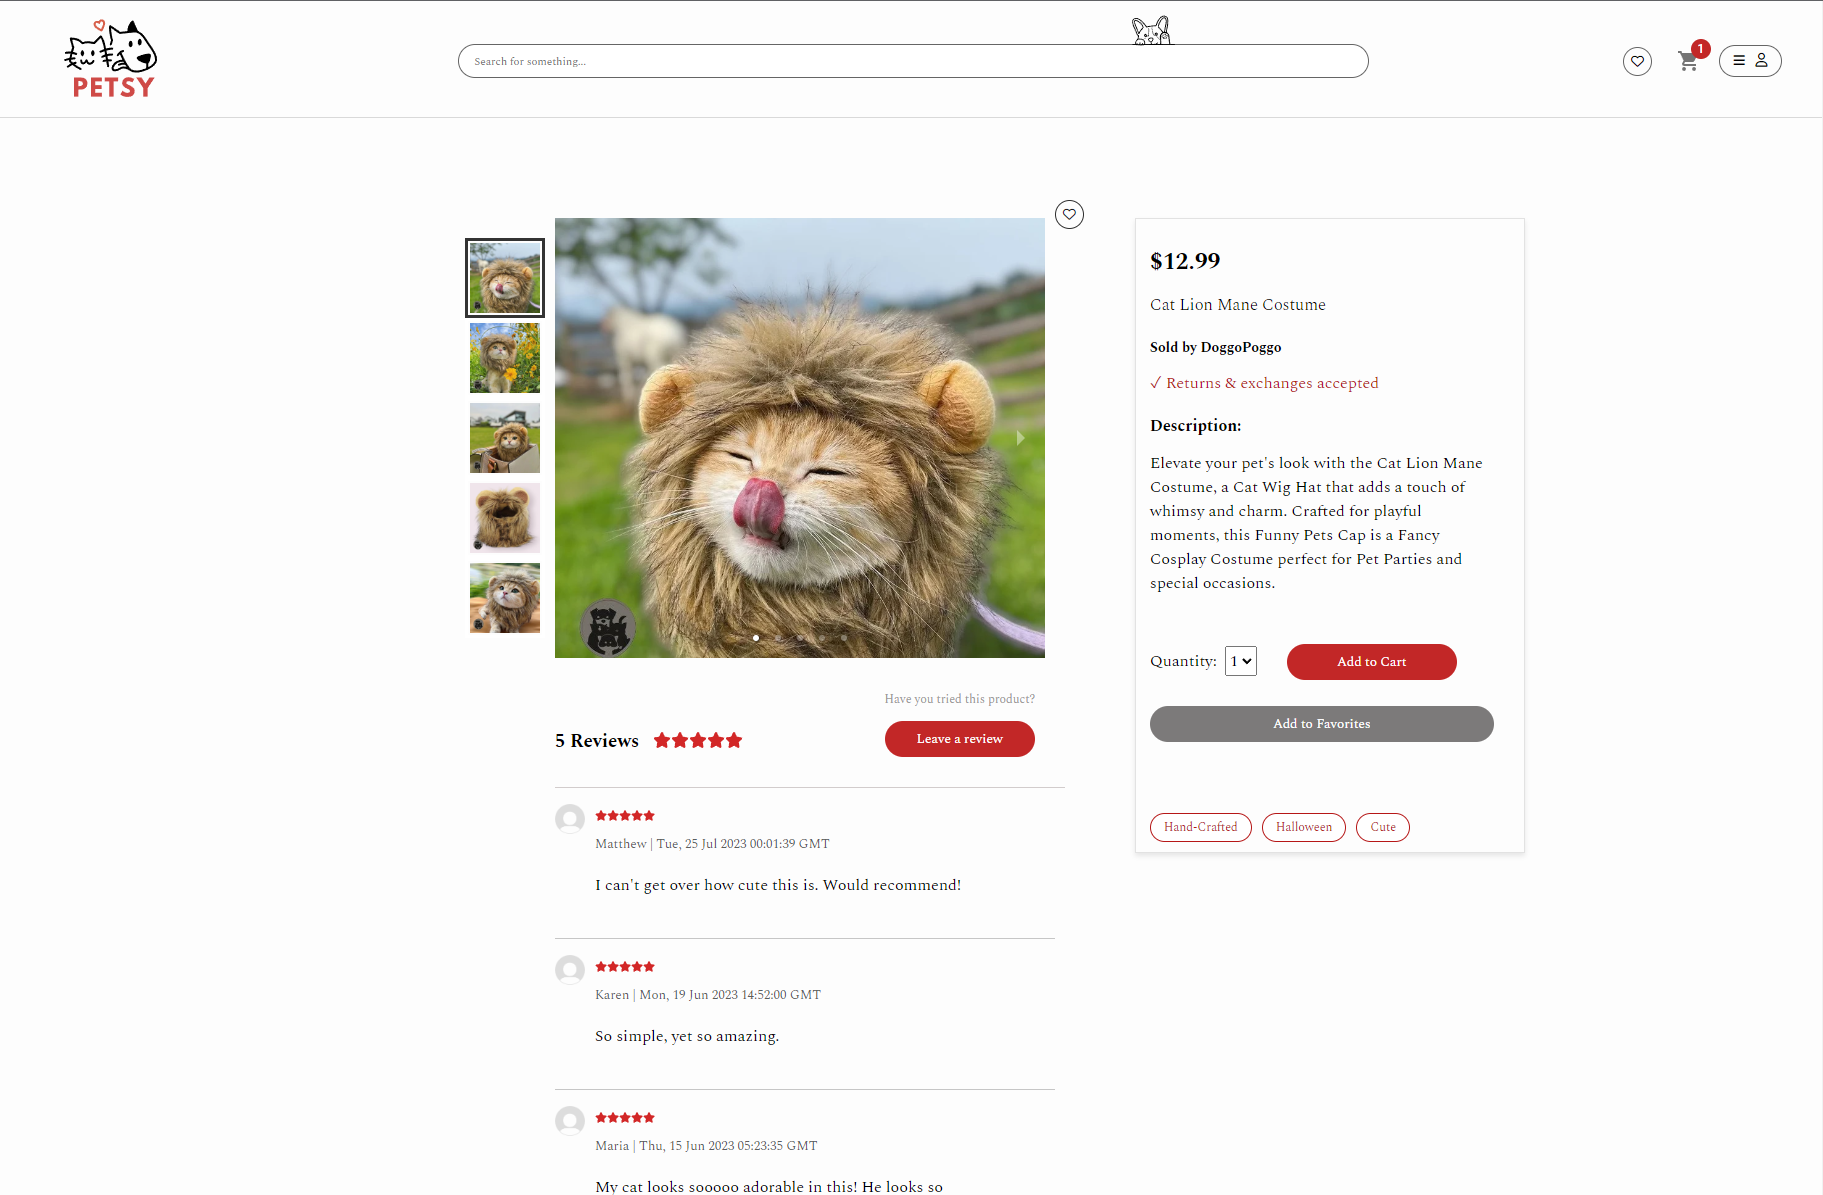 PETSY
Search for something...
1
$12.99
Cat Lion Mane Costume
Sold by DoggoPoggo
✓ Returns & exchanges accepted
Description:
Elevate your pet's look with the Cat Lion Mane
Costume, a Cat Wig Hat that adds a touch of
whimsy and charm. Crafted for playful
moments, this Funny Pets Cap is a Fancy
Cosplay Costume perfect for Pet Parties and
special occasions.
Quantity: 1
Add to Cart
Add to Favorites
Hand-Crafted
Halloween
Cute
Have you tried this product?
5 Reviews
Leave a review
Matthew | Tue, 25 Jul 2023 00:01:39 GMT
I can't get over how cute this is. Would recommend!
Karen | Mon, 19 Jun 2023 14:52:00 GMT
So simple, yet so amazing.
Maria | Thu, 15 Jun 2023 05:23:35 GMT
My cat looks sooooo adorable in this! He looks so